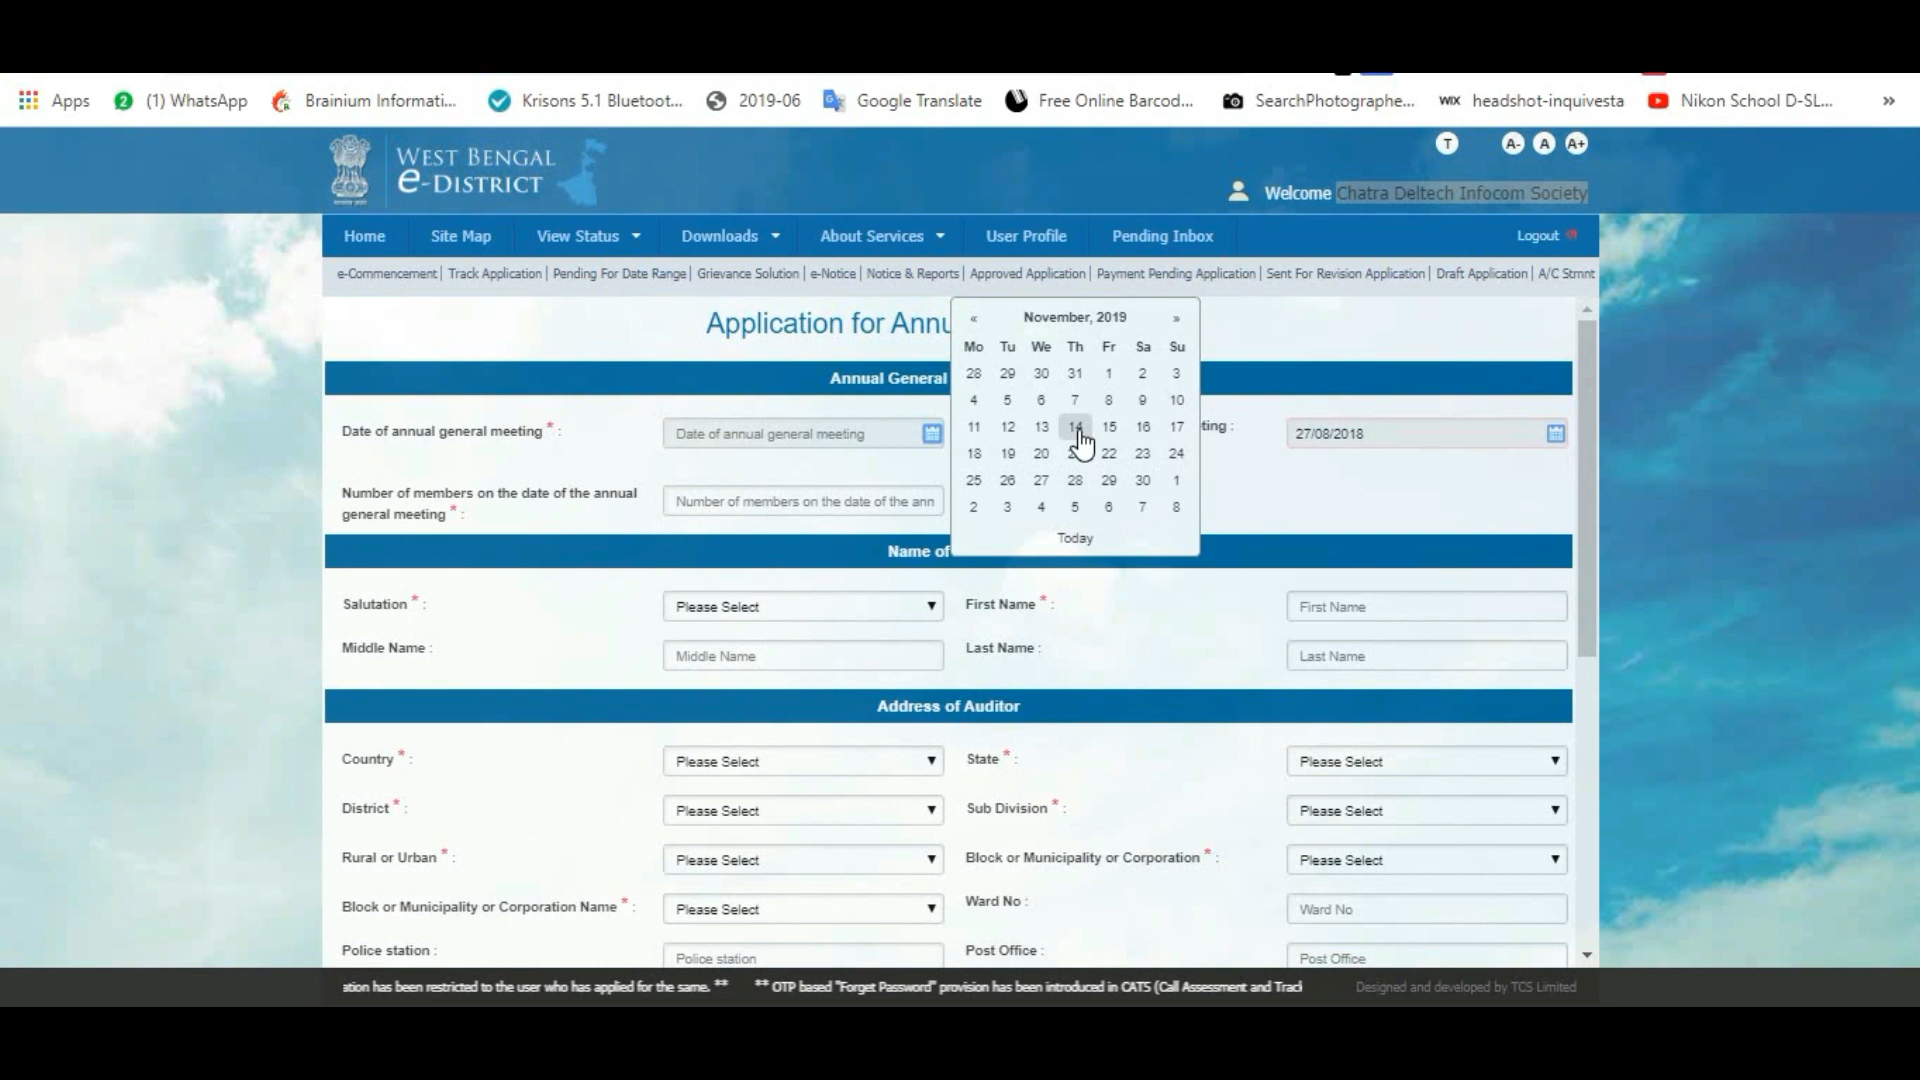 Apps (1) WhatsApp Brainium Informati... Krisons 5.1 Bluetoot... 2019-06 Google Translate Free Online Barcod... SearchPhotographe... WIX headshot-inquivesta Nikon School D-SL... »
T A- A A+
WEST BENGAL
e-DISTRICT
Welcome Chatra Deltech Infocom Society
Home Site Map View Status Downloads About Services User Profile Pending Inbox Logout
e-Commencement| Track Application| Pending For Date Range| Grievance Solution | e-Notice| Notice & Reports| Approved Application| Payment Pending Application| Sent For Revision Application| Draft Application| A/C Stmnt
Application for Annu
« November, 2019 »
Mo Tu We Th Fr Sa Su
28 29 30 31 1 2 3
4 5 6 7 8 9 10
11 12 13 14 15 16 17
18 19 20 22 23 24
25 26 27 28 29 30 1
2 3 4 5 6 7 8
Today
Annual General
Date of annual general meeting * : Date of annual general meeting ting : 27/08/2018
Number of members on the date of the annual
general meeting * : Number of members on the date of the ann
Name of
Salutation * : Please Select First Name * : First Name
Middle Name : Middle Name Last Name : Last Name
Address of Auditor
Country * : Please Select State * : Please Select
District * : Please Select Sub Division * : Please Select
Rural or Urban * : Please Select Block or Municipality or Corporation * : Please Select
Block or Municipality or Corporation Name * : Please Select Ward No : Ward No
Police station : Police station Post Office : Post Office
ation has been restricted to the user who has applied for the same. ** ** OTP based "Forget Password" provision has been introduced in CATS (Call Assessment and Tracki Designed and developed by TCS Limited